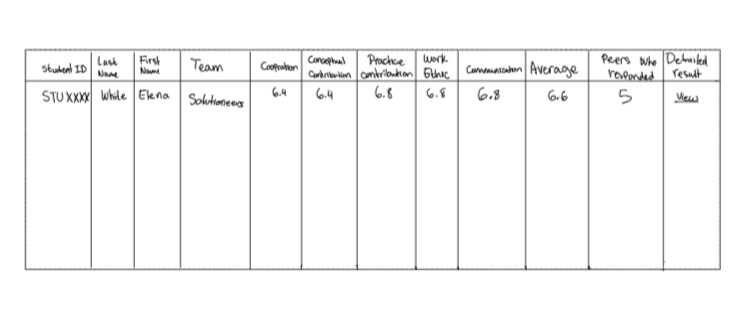 Student ID Last Name First Name Team Cooperation Conceptual Contribution Practice contribution Work Ethic Communication Average Peers who responded Detailed result
STUXXXX White Elena Solutioneers 6.4 6.4 6.8 6.8 6.8 6.6 5 View